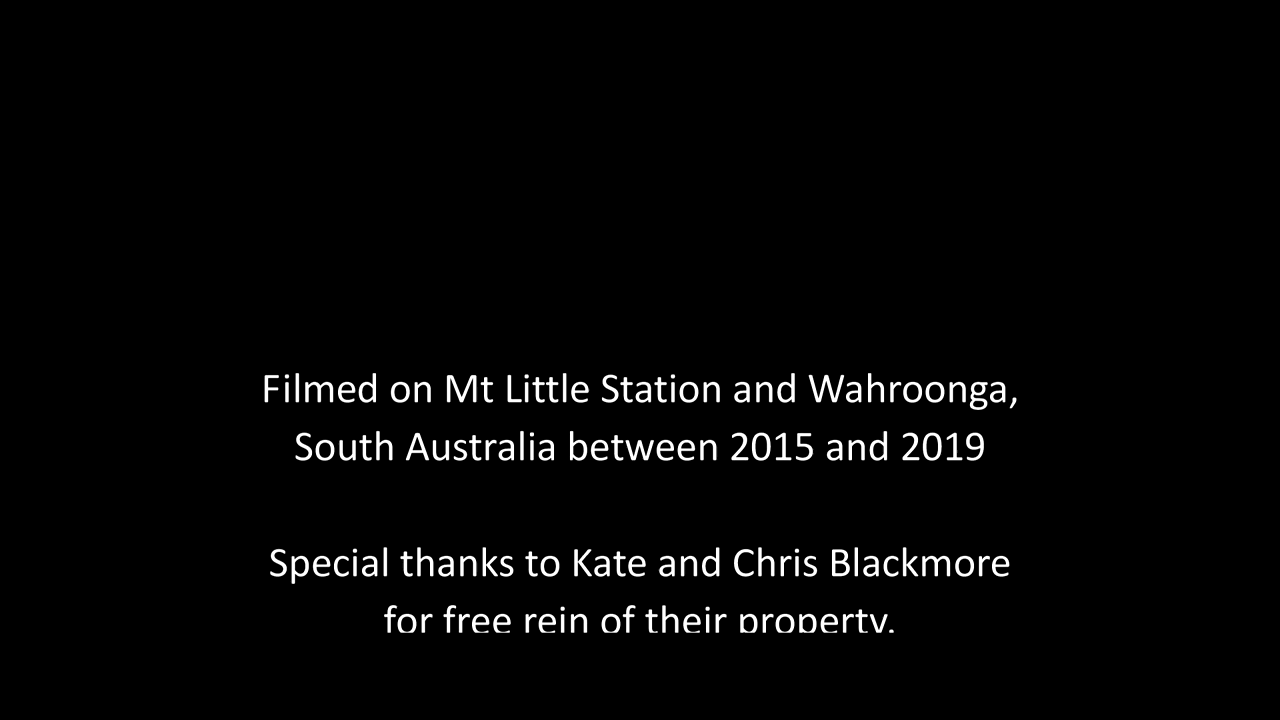 Filmed on Mt Little Station and Wahroonga,
South Australia between 2015 and 2019
Special thanks to Kate and Chris Blackmore
for free rein of their property.